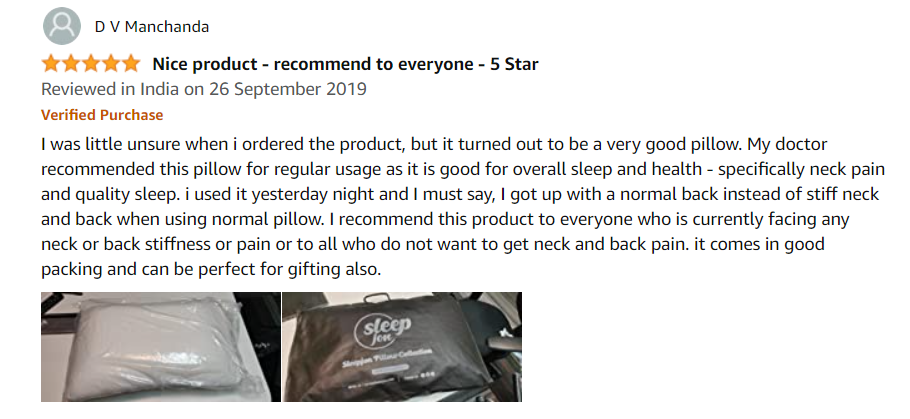 D V Manchanda
Nice product - recommend to everyone - 5 Star
Reviewed in India on 26 September 2019
Verified Purchase
I was little unsure when i ordered the product, but it turned out to be a very good pillow. My doctor
recommended this pillow for regular usage as it is good for overall sleep and health - specifically neck pain
and quality sleep. i used it yesterday night and I must say, I got up with a normal back instead of stiff neck
and back when using normal pillow. I recommend this product to everyone who is currently facing any
neck or back stiffness or pain or to all who do not want to get neck and back pain. it comes in good
packing and can be perfect for gifting also.
sleep
jon
Sleepjon Pillow Collection